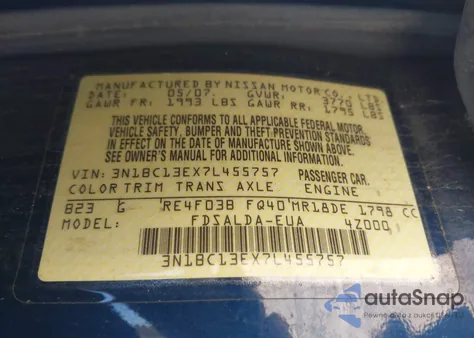 MANUFACTURED BY NISSAN MOTOR CO., LTD
DATE: 05/07 GVWR: 3770 LBS
GAWR FR: 1993 LBS GAWR RR: 1795 LBS
THIS VEHICLE CONFORMS TO ALL APPLICABLE FEDERAL MOTOR
VEHICLE SAFETY, BUMPER AND THEFT PREVENTION STANDARDS
IN EFFECT ON THE DATE OF MANUFACTURE SHOWN ABOVE
SEE OWNER'S MANUAL FOR ADDITIONAL INFORMATION
VIN: 3N1BC13EX7L455757 PASSENGER CAR.
COLOR TRIM TRANS AXLE ENGINE
B23 G RE4F03B FQ40 MR18DE 1798 CC
MODEL: FDSALDA-EUA 4Z000
3N1BC13EX7L455757
autoSnap